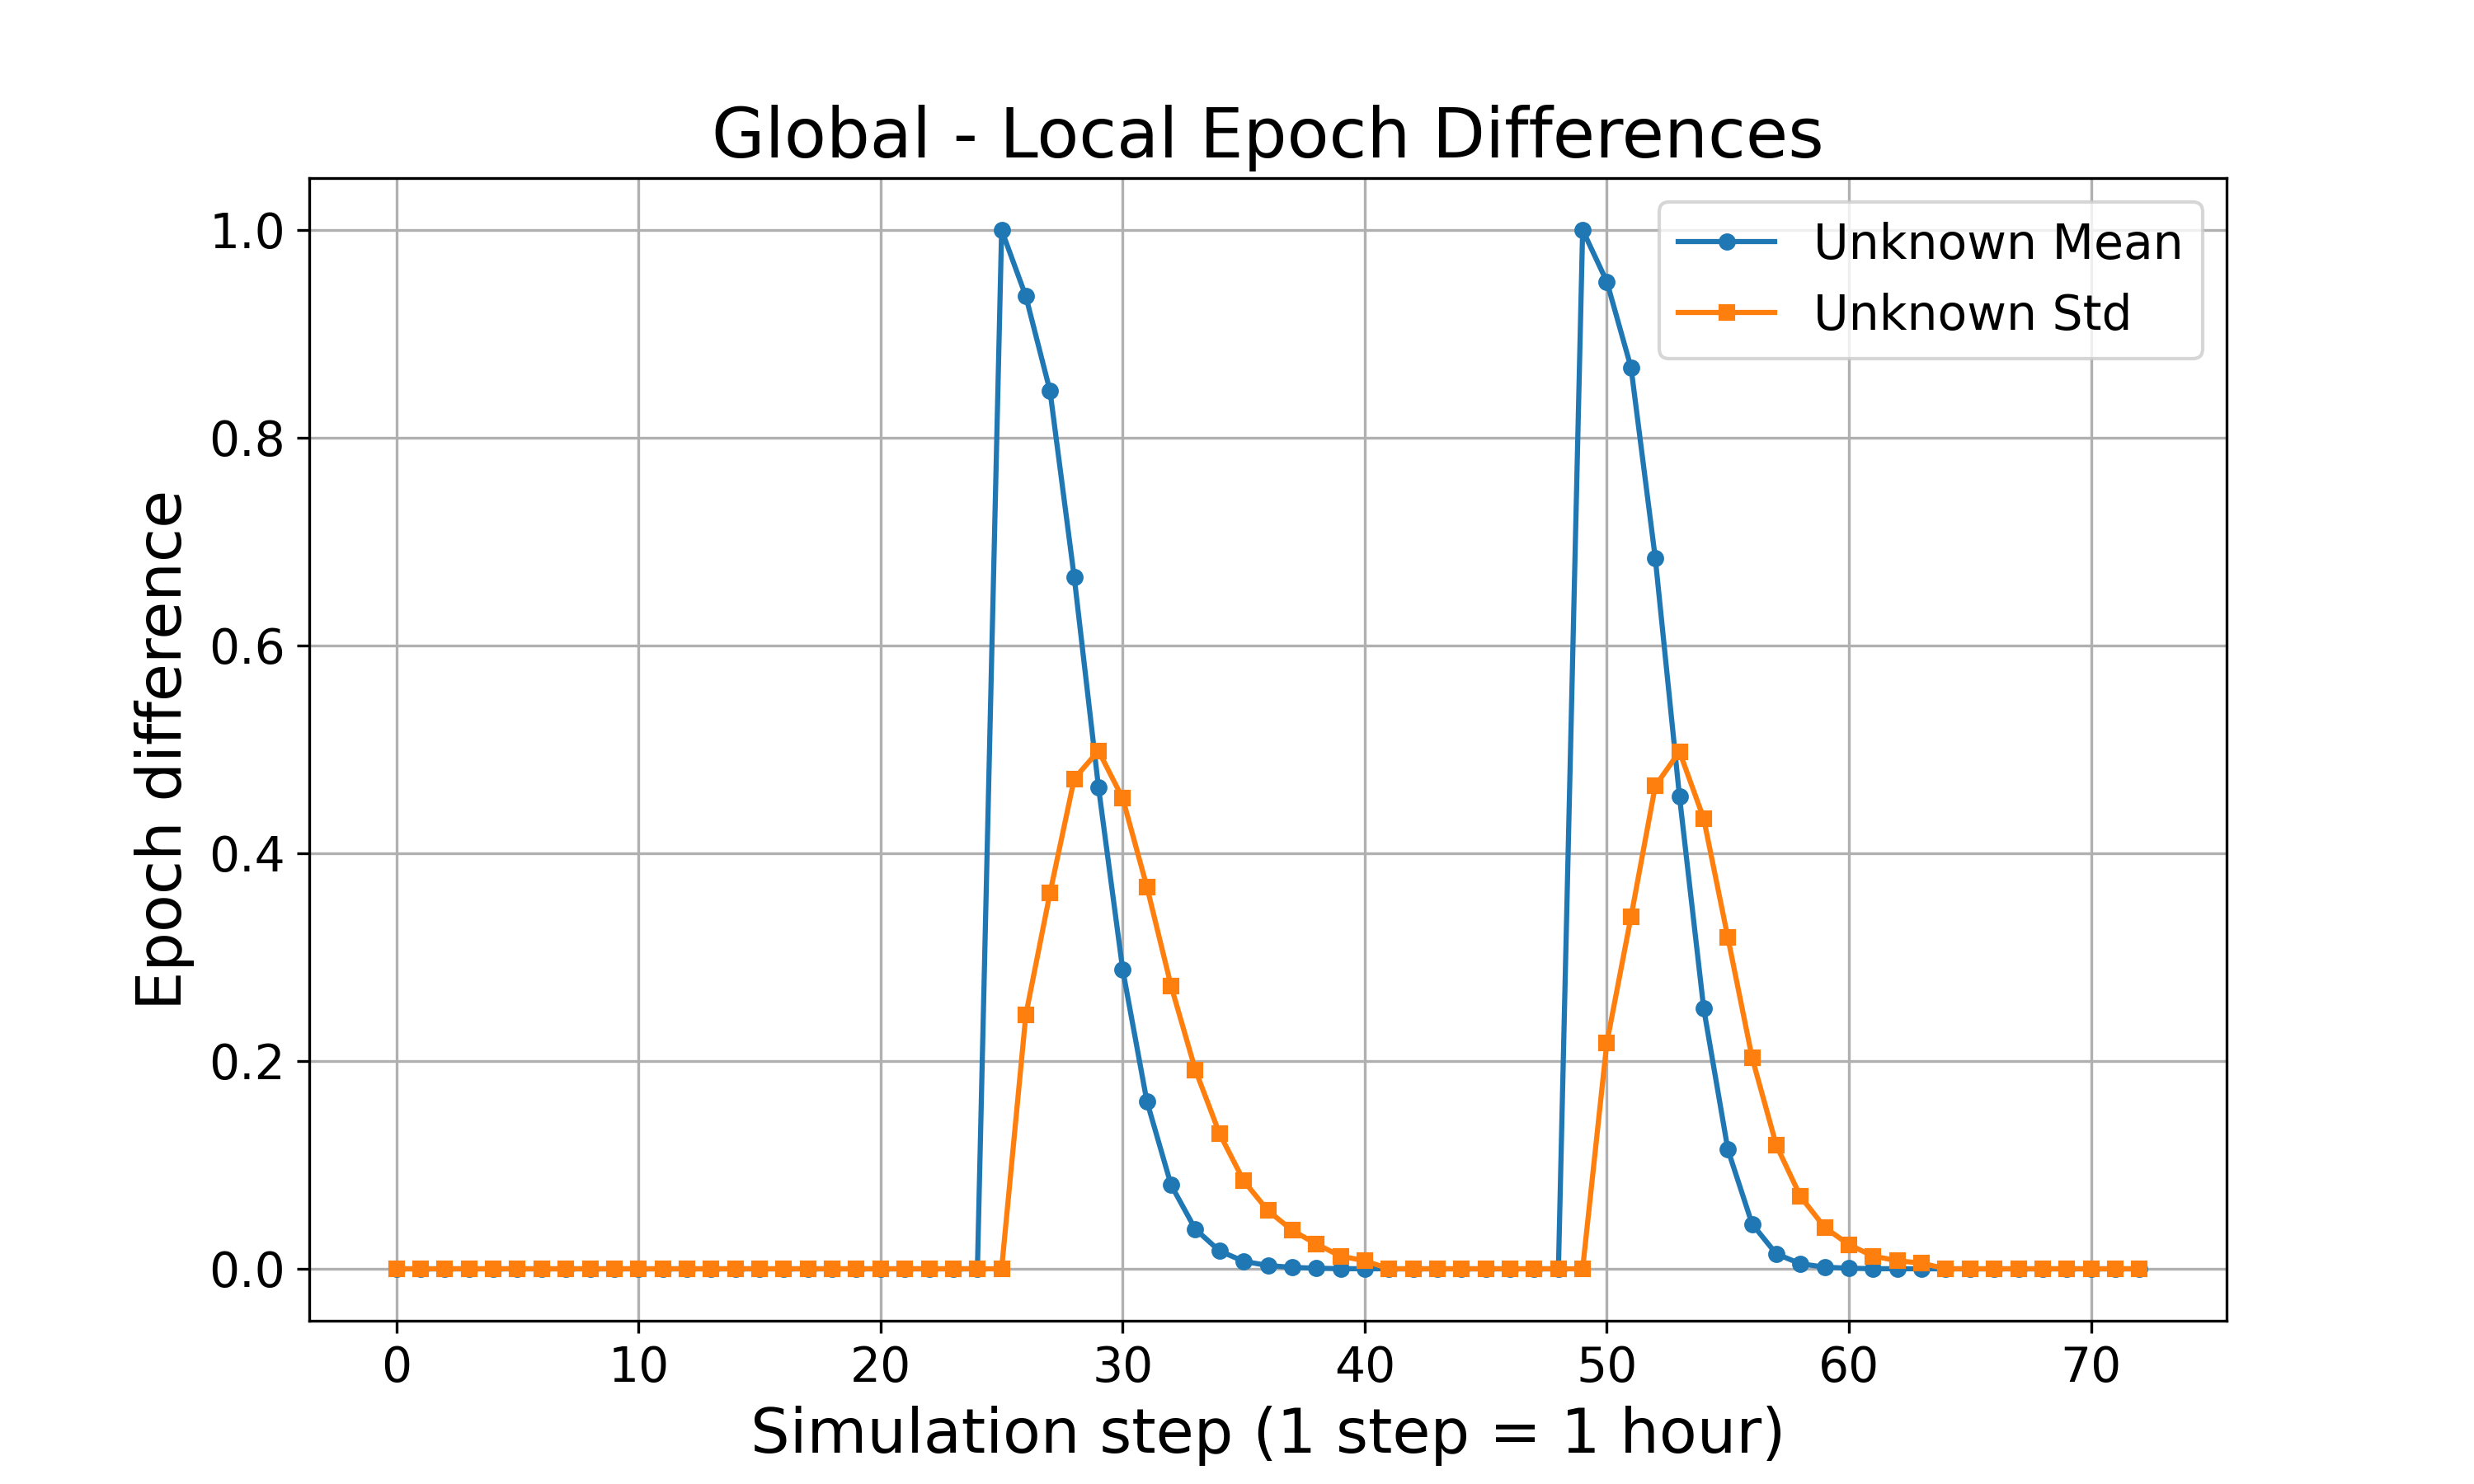 Global - Local Epoch Differences
Unknown Mean
Unknown Std
Epoch difference
1.0
0.8
0.6
0.4
0.2
0.0
0 10 20 30 40 50 60 70
Simulation step (1 step = 1 hour)